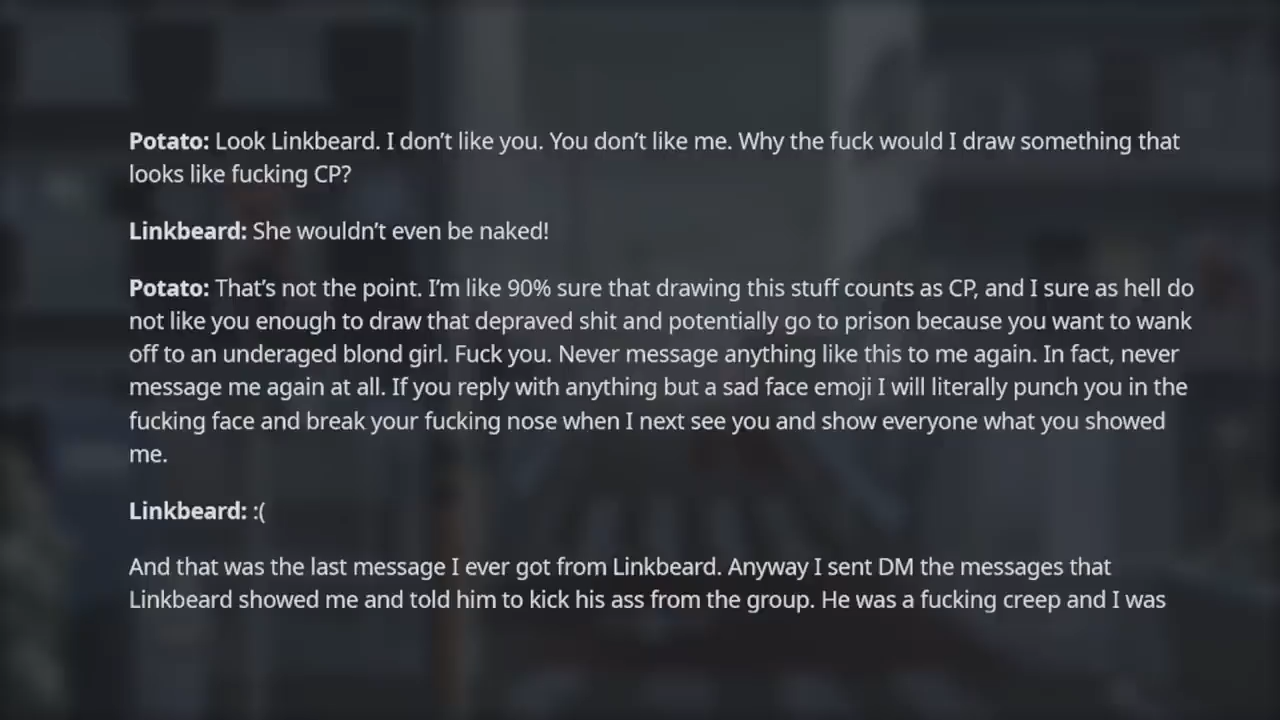 Potato: Look Linkbeard. I don’t like you. You don’t like me. Why the fuck would I draw something that
looks like fucking CP?
Linkbeard: She wouldn’t even be naked!
Potato: That’s not the point. I’m like 90% sure that drawing this stuff counts as CP, and I sure as hell do
not like you enough to draw that depraved shit and potentially go to prison because you want to wank
off to an underaged blond girl. Fuck you. Never message anything like this to me again. In fact, never
message me again at all. If you reply with anything but a sad face emoji I will literally punch you in the
fucking face and break your fucking nose when I next see you and show everyone what you showed
me.
Linkbeard: :(
And that was the last message I ever got from Linkbeard. Anyway I sent DM the messages that
Linkbeard showed me and told him to kick his ass from the group. He was a fucking creep and I was